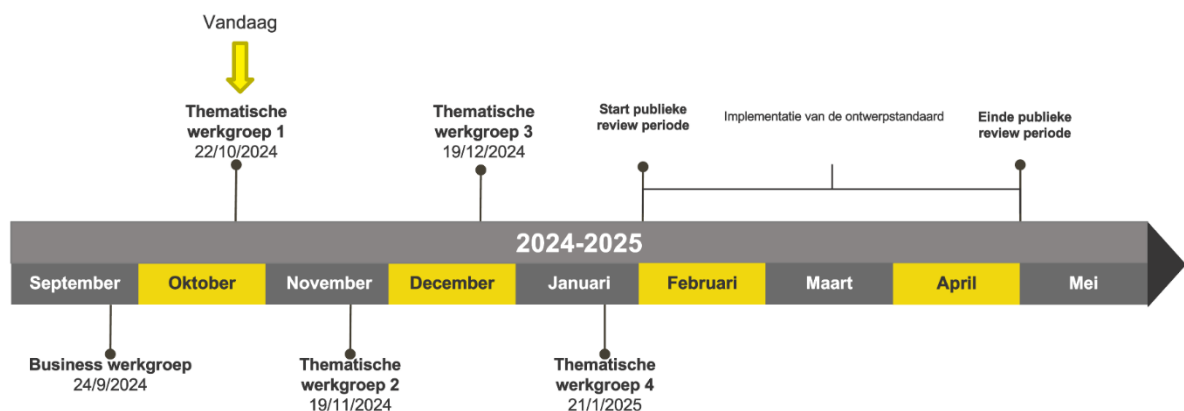 Vandaag
Thematische
werkgroep 1
22/10/2024
Thematische
werkgroep 3
19/12/2024
Start publieke
review periode
Implementatie van de ontwerpstandaard
Einde publieke
review periode
2024-2025
September
Oktober
November
December
Januari
Februari
Maart
April
Mei
Business werkgroep
24/9/2024
Thematische
werkgroep 2
19/11/2024
Thematische
werkgroep 4
21/1/2025